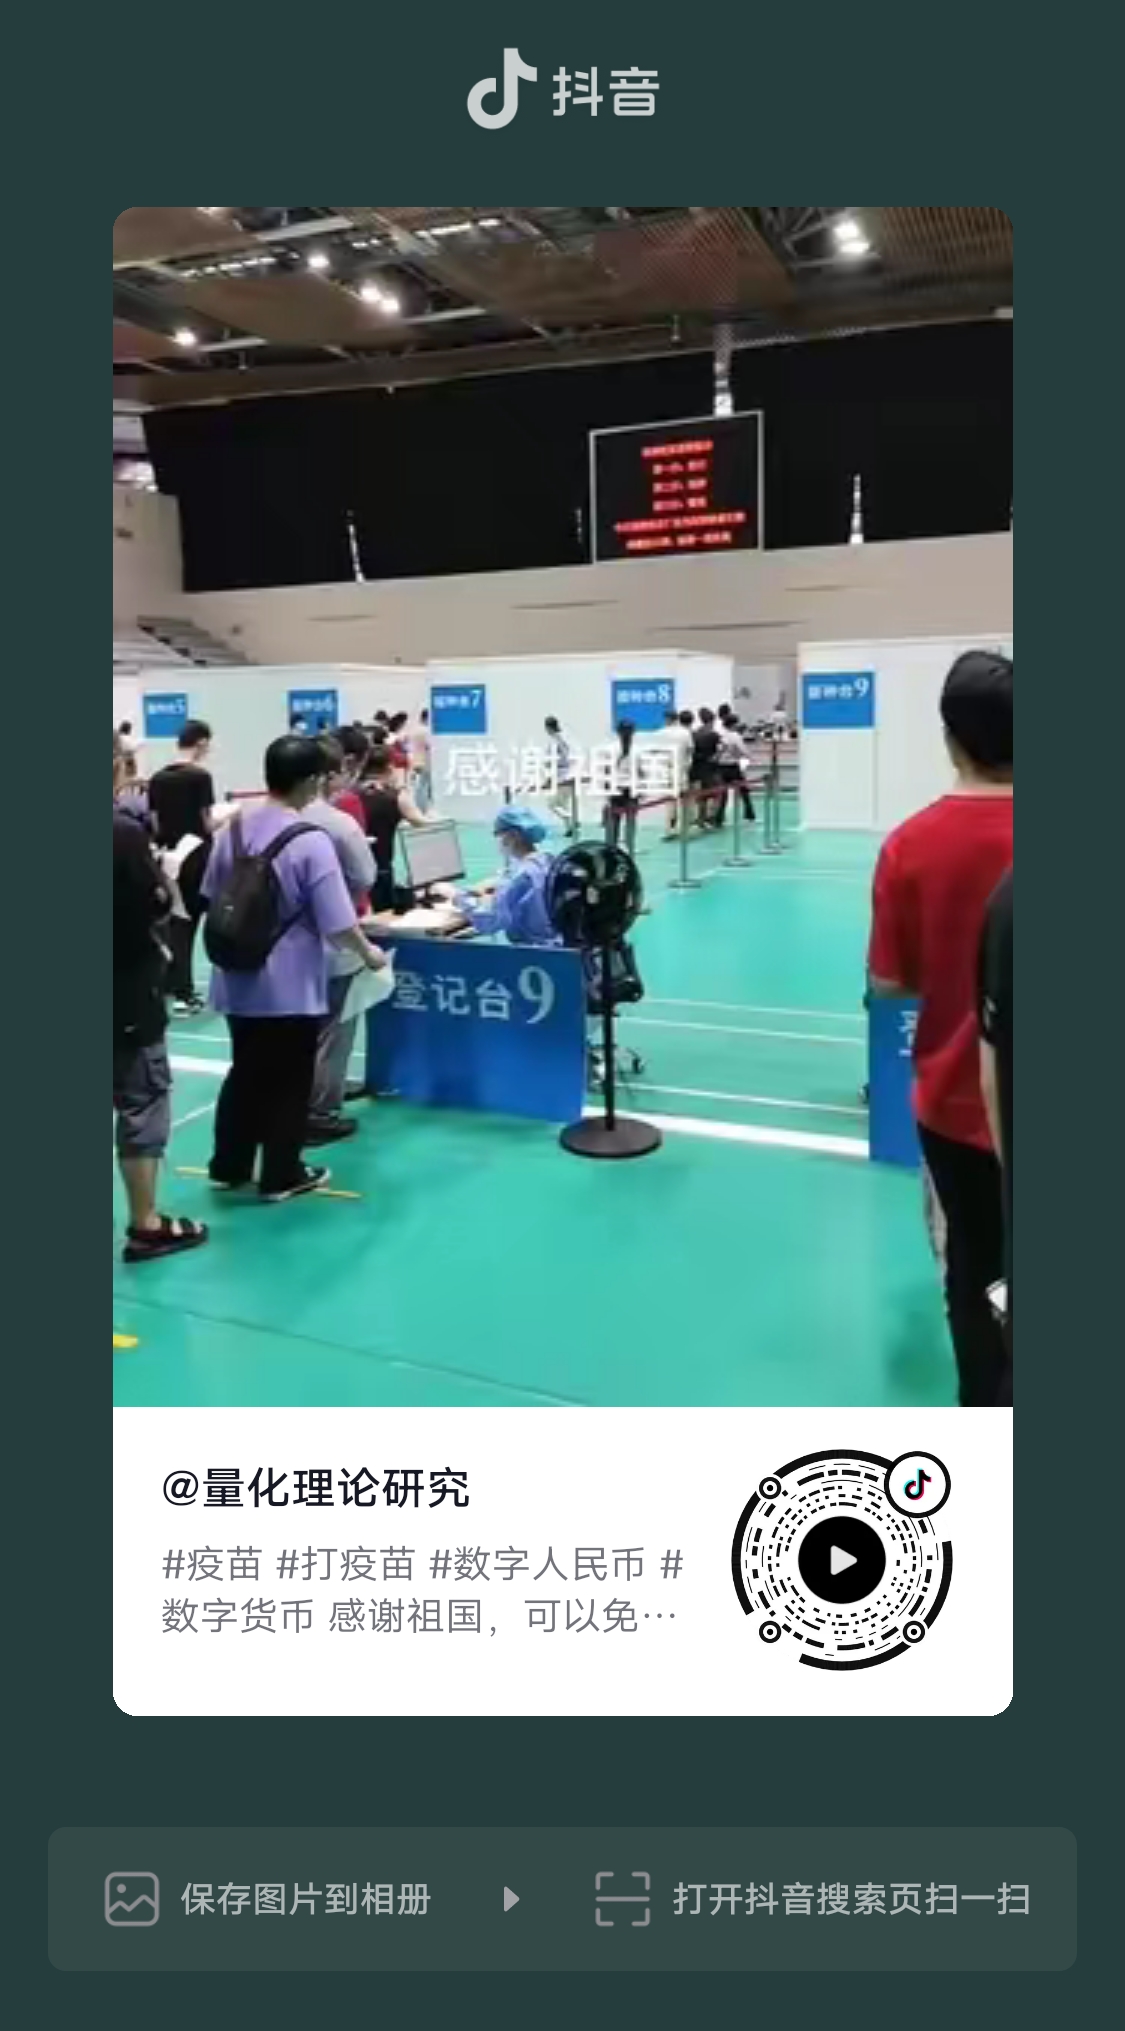 抖音
接种台5
接种台6
接种台7
接种台8
接种台9
感谢祖国
登记台9
登
@量化理论研究
#疫苗 #打疫苗 #数字人民币 #
数字货币 感谢祖国，可以免…
保存图片到相册
打开抖音搜索页扫一扫